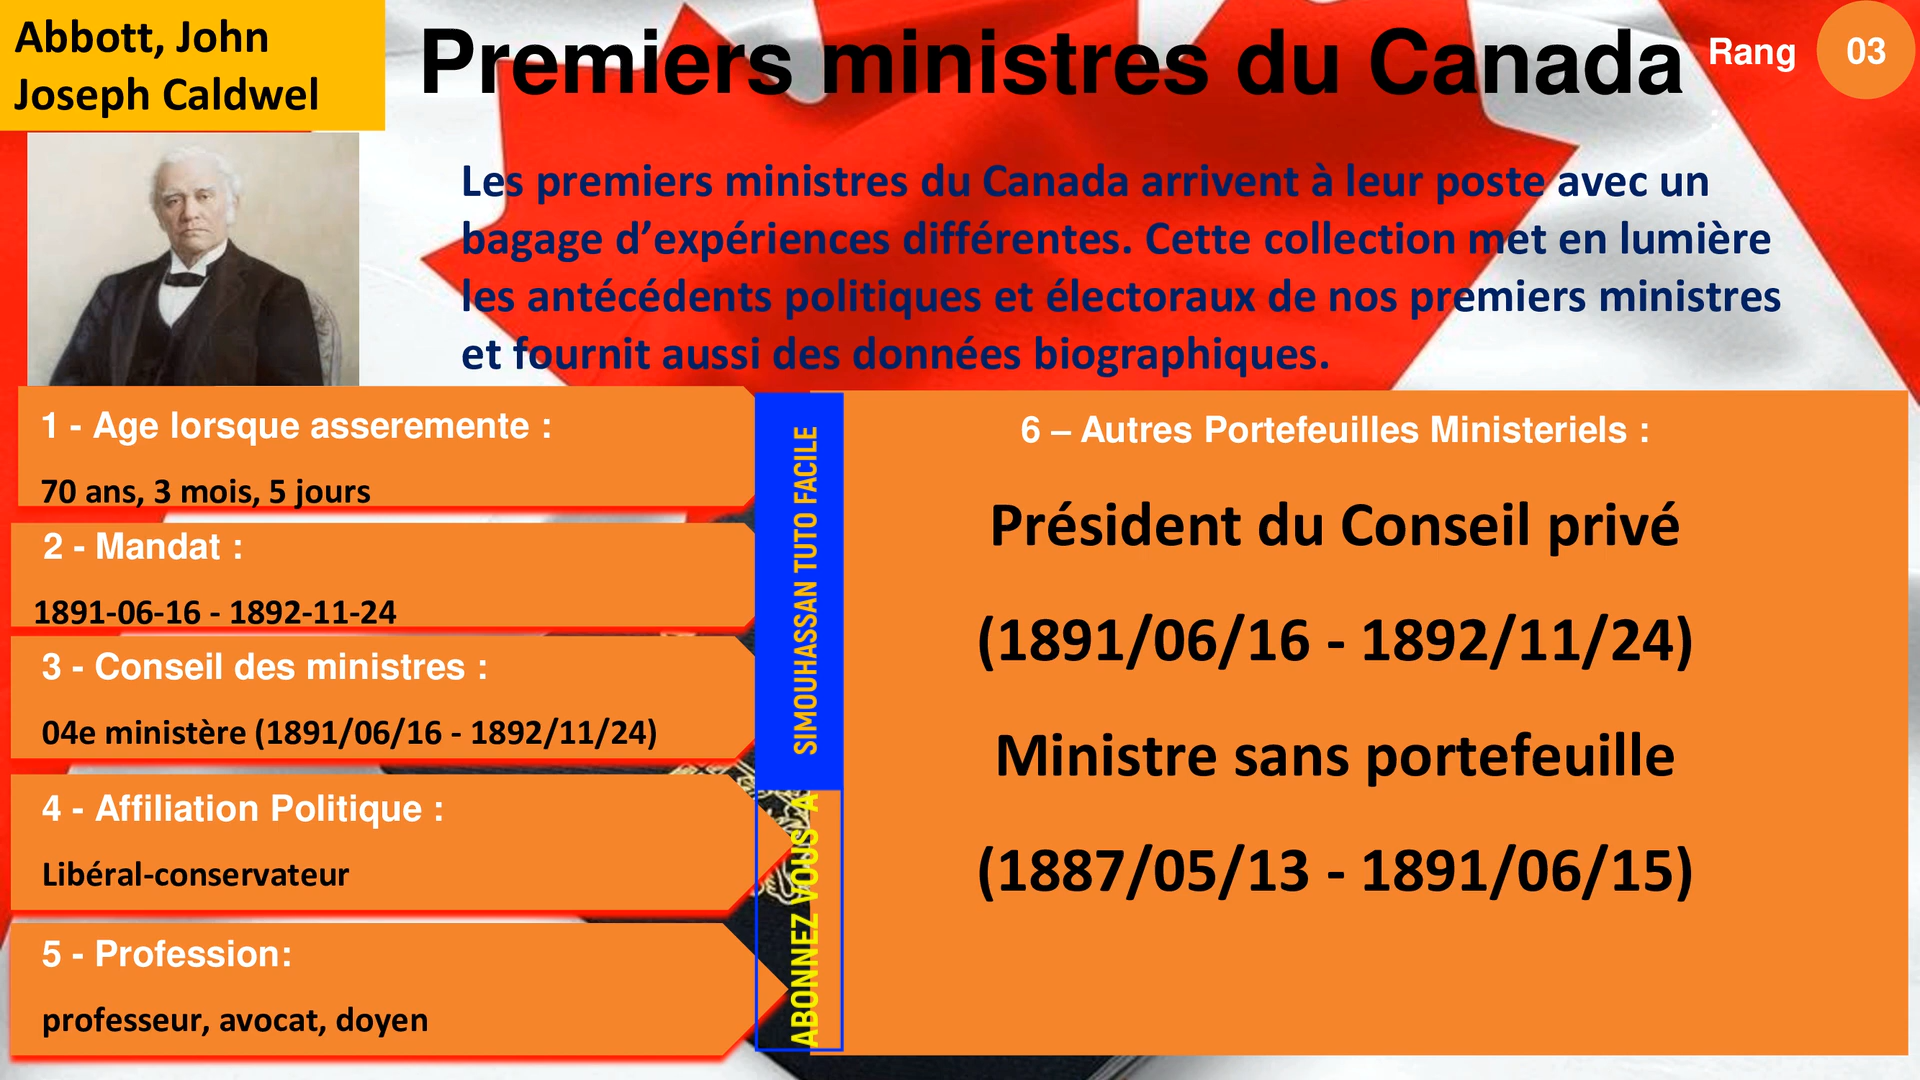 Abbott, John
Joseph Caldwel
Premiers ministres du Canada
Rang
03
Les premiers ministres du Canada arrivent à leur poste avec un
bagage d’expériences différentes. Cette collection met en lumière
les antécédents politiques et électoraux de nos premiers ministres
et fournit aussi des données biographiques.
1 - Age lorsque asseremente :
70 ans, 3 mois, 5 jours
2 - Mandat :
1891-06-16 - 1892-11-24
3 - Conseil des ministres :
04e ministère (1891/06/16 - 1892/11/24)
4 - Affiliation Politique :
Libéral-conservateur
5 - Profession:
professeur, avocat, doyen
ABONNEZ VOUS A
SIMOUHASSAN TUTO FACILE
6 – Autres Portefeuilles Ministeriels :
Président du Conseil privé
(1891/06/16 - 1892/11/24)
Ministre sans portefeuille
(1887/05/13 - 1891/06/15)